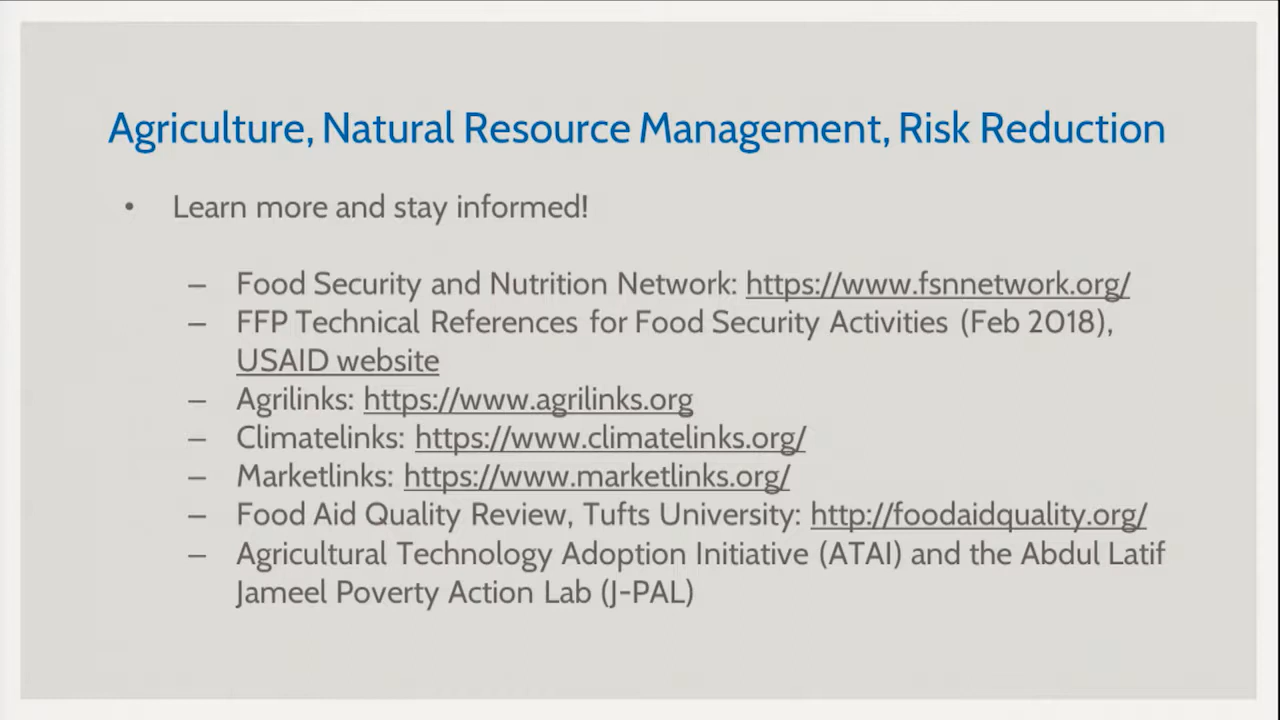 Agriculture, Natural Resource Management, Risk Reduction
• Learn more and stay informed!
– Food Security and Nutrition Network: https://www.fsnnetwork.org/
– FFP Technical References for Food Security Activities (Feb 2018),
USAID website
– Agrilinks: https://www.agrilinks.org
– Climatelinks: https://www.climatelinks.org/
– Marketlinks: https://www.marketlinks.org/
– Food Aid Quality Review, Tufts University: http://foodaidquality.org/
– Agricultural Technology Adoption Initiative (ATAI) and the Abdul Latif
Jameel Poverty Action Lab (J-PAL)